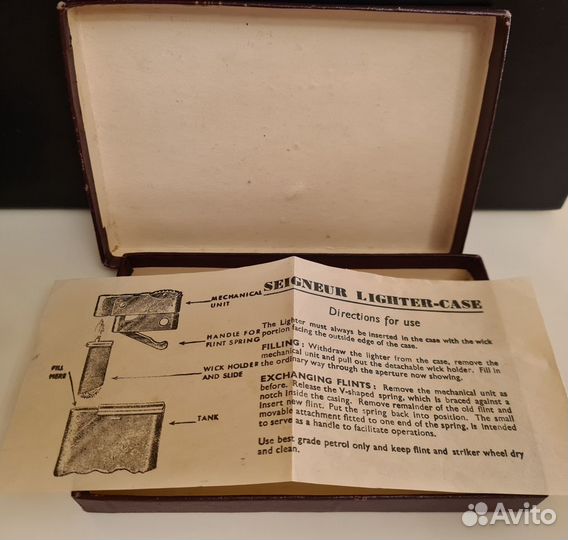 MECHANICAL
UNIT
HANDLE FOR
FLINT SPRING
WICK HOLDER
AND SLIDE
FILL
HERE
TANK
SEIGNEUR LIGHTER-CASE
Directions for use
The Lighter must always be inserted in the case with the wick
portion facing the outside edge of the case.
FILLING: Withdraw the lighter from the case, remove the
mechanical unit and pull out the detachable wick holder. Fill in
the ordinary way through the aperture now showing.
EXCHANGING FLINTS: Remove the mechanical unit as
before. Release the V-shaped spring, which is braced against a
notch inside the casing. Remove remainder of the old flint and
insert new flint. Put the spring back into position. The small
movable attachment fitted to one end of the spring, is intended
to serve as a handle to facilitate operations.
Use best grade petrol only and keep flint and striker wheel dry
and clean.
Avito